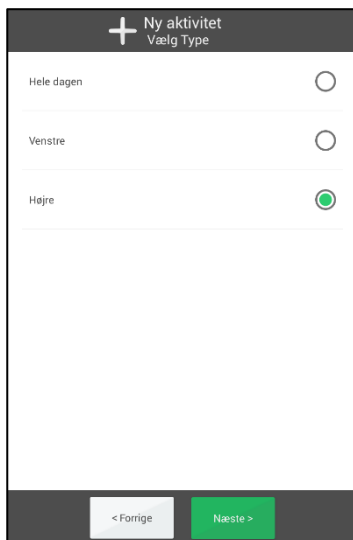 Ny aktivitet
Vælg Type
Hele dagen
Venstre
Højre
< Forrige
Næste >